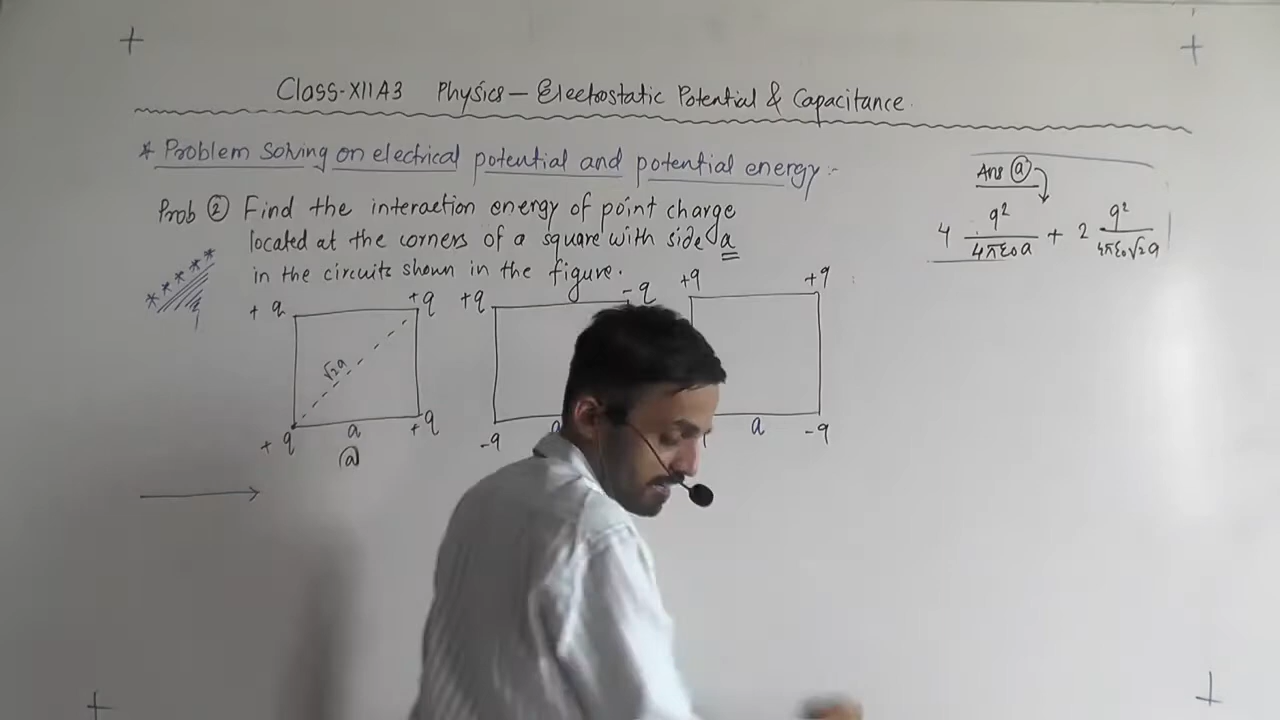 Class-XII A3 Physics — Electrostatic Potential & Capacitance.
* Problem Solving on electrical potential and potential energy :-
Prob ② Find the interaction energy of point charge
located at the corners of a square with side a
in the circuits shown in the figure.
+q +q +q -q +q +q
√2a
+q a +q -q a -q
ⓐ
Ans ⓐ
4 q²/4πε₀a + 2 q²/4πε₀√2a